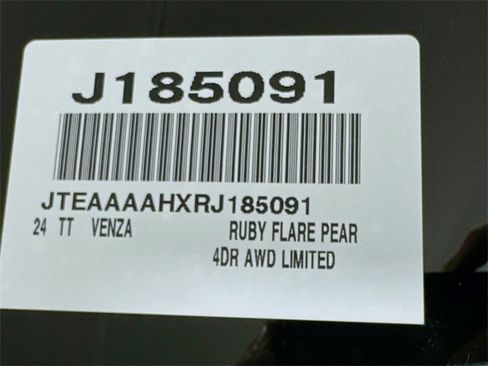 J185091
JTEAAAAHXRJ185091
24 TT VENZA RUBY FLARE PEAR
4DR AWD LIMITED